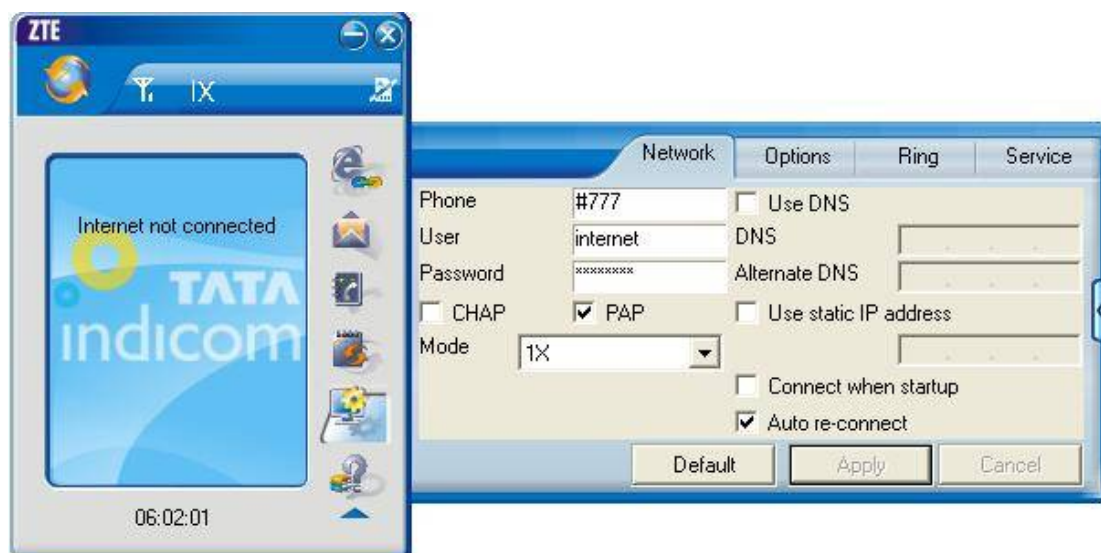 ZTE
1X
Internet not connected
TATA
indicom
06:02:01
Network Options Ring Service
Phone #777 Use DNS
User internet DNS
Password ******** Alternate DNS
CHAP PAP Use static IP address
Mode 1X
Connect when startup
Auto re-connect
Default Apply Cancel